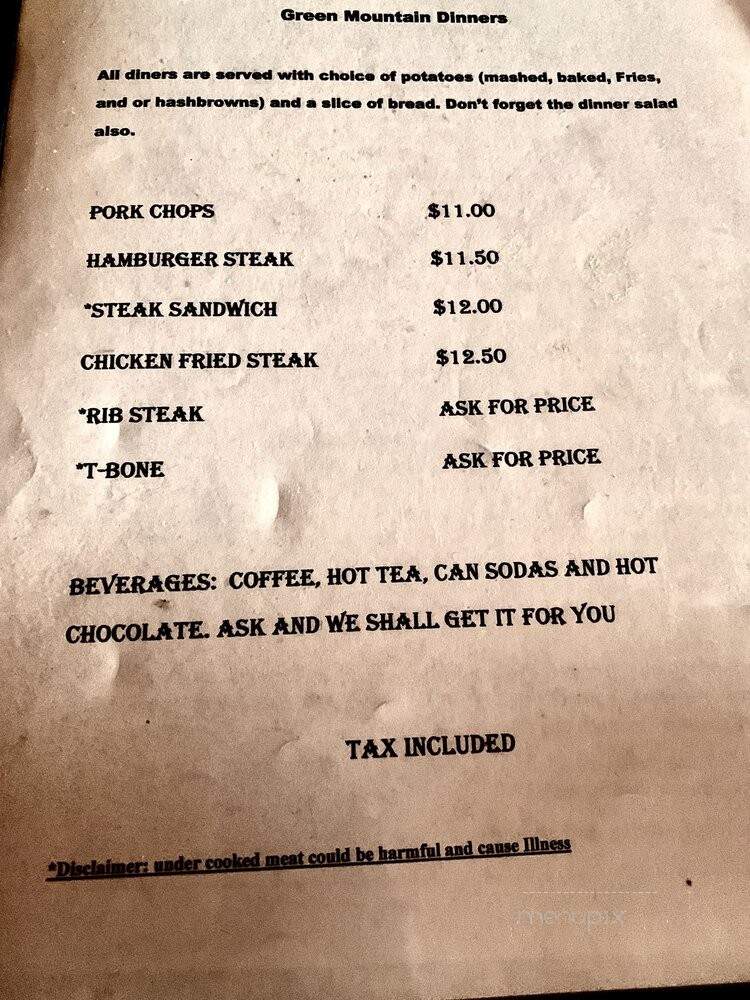 Green Mountain Dinners
All diners are served with choice of potatoes (mashed, baked, Fries,
and or hashbrowns) and a slice of bread. Don't forget the dinner salad
also.
PORK CHOPS $11.00
HAMBURGER STEAK $11.50
*STEAK SANDWICH $12.00
CHICKEN FRIED STEAK $12.50
*RIB STEAK ASK FOR PRICE
*T-BONE ASK FOR PRICE
BEVERAGES: COFFEE, HOT TEA, CAN SODAS AND HOT
CHOCOLATE. ASK AND WE SHALL GET IT FOR YOU
TAX INCLUDED
*Disclaimer: under cooked meat could be harmful and cause Illness
menupix